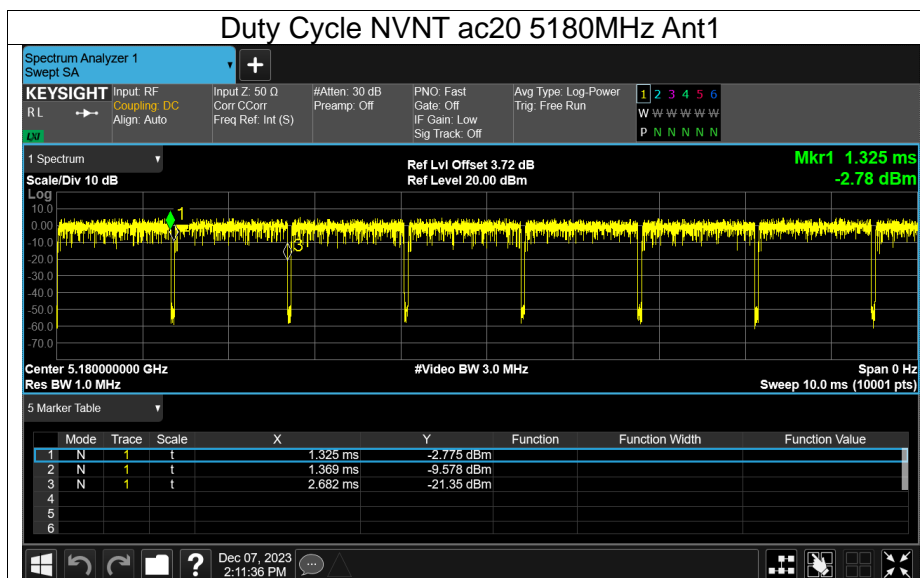 Duty Cycle NVNT ac20 5180MHz Ant1
Spectrum Analyzer 1
Swept SA
+
KEYSIGHT Input: RF Input Z: 50 Ω #Atten: 30 dB PNO: Fast Avg Type: Log-Power 1 2 3 4 5 6
RL Coupling: DC Corr CCorr Preamp: Off Gate: Off Trig: Free Run W W W W W W
Align: Auto Freq Ref: Int (S) IF Gain: Low
LXI Sig Track: Off P N N N N N
1 Spectrum Ref Lvl Offset 3.72 dB Mkr1 1.325 ms
Scale/Div 10 dB Ref Level 20.00 dBm -2.78 dBm
Log
10.0
0.00
-10.0
-20.0
-30.0
-40.0
-50.0
-60.0
-70.0
1
3
Center 5.180000000 GHz #Video BW 3.0 MHz Span 0 Hz
Res BW 1.0 MHz Sweep 10.0 ms (10001 pts)
5 Marker Table
Mode Trace Scale X Y Function Function Width Function Value
1 N 1 t 1.325 ms -2.775 dBm
2 N 1 t 1.369 ms -9.578 dBm
3 N 1 t 2.682 ms -21.35 dBm
4
5
6
? Dec 07, 2023
2:11:36 PM